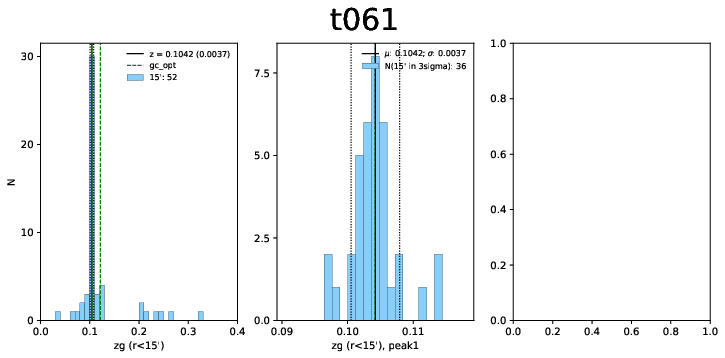 t061
z = 0.1042 (0.0037)
gc_opt
15': 52
N
30
20
10
0
0.0 0.1 0.2 0.3 0.4
zg (r<15')
μ: 0.1042; σ: 0.0037
N(15' in 3sigma): 36
7.5
5.0
2.5
0.0
0.09 0.10 0.11
zg (r<15'), peak1
1.0
0.8
0.6
0.4
0.2
0.0
0.0 0.2 0.4 0.6 0.8 1.0